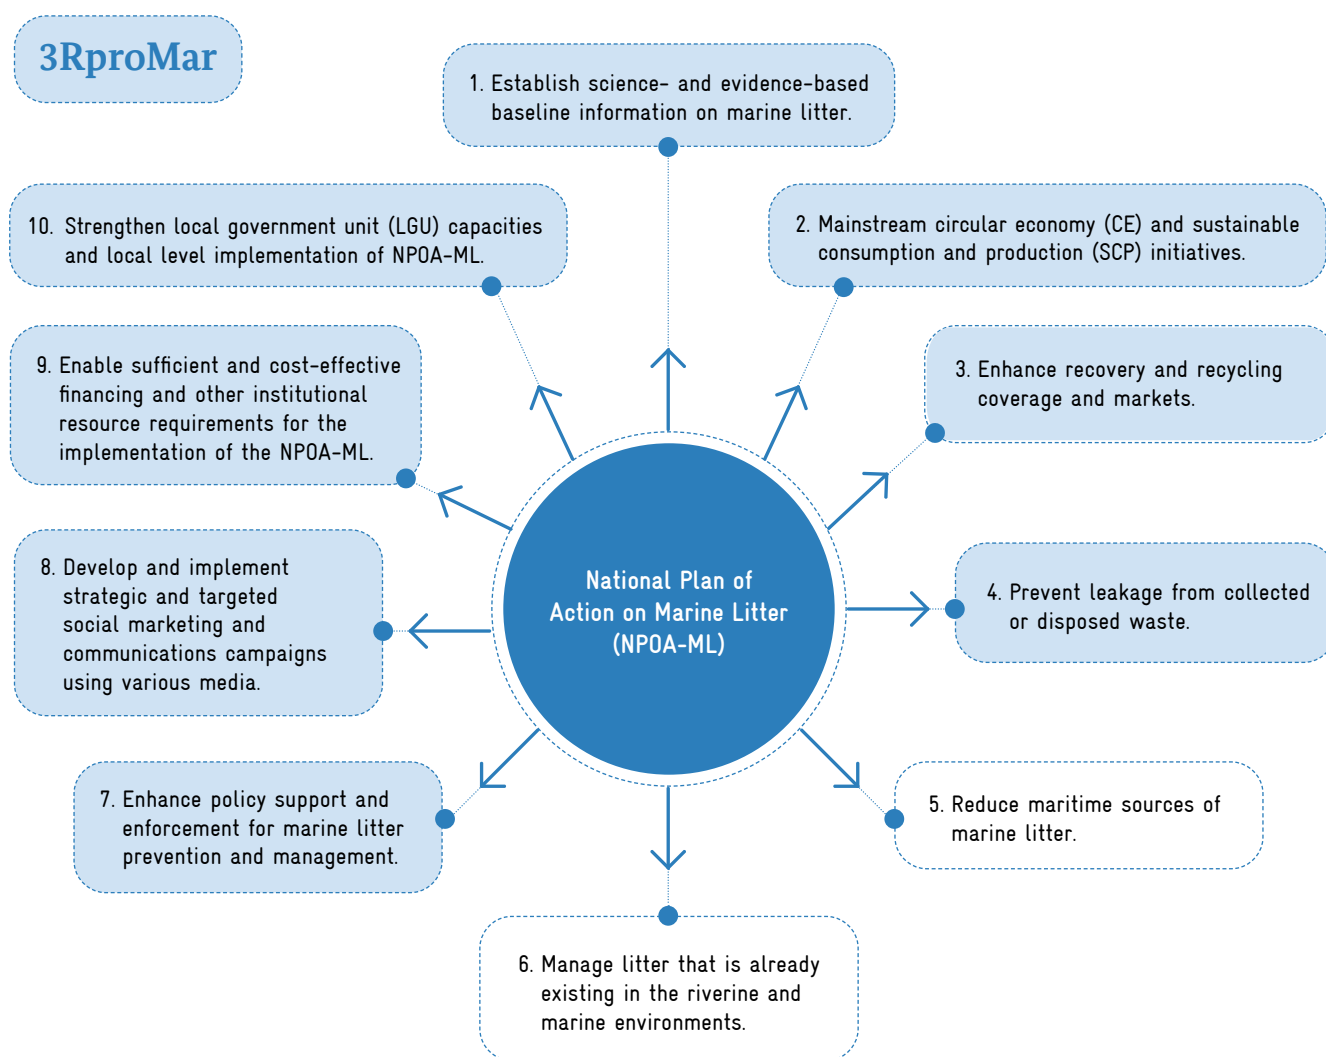 3RproMar
1. Establish science- and evidence-based
baseline information on marine litter.
2. Mainstream circular economy (CE) and sustainable
consumption and production (SCP) initiatives.
3. Enhance recovery and recycling
coverage and markets.
4. Prevent leakage from collected
or disposed waste.
5. Reduce maritime sources of
marine litter.
6. Manage litter that is already
existing in the riverine and
marine environments.
7. Enhance policy support and
enforcement for marine litter
prevention and management.
8. Develop and implement
strategic and targeted
social marketing and
communications campaigns
using various media.
9. Enable sufficient and cost-effective
financing and other institutional
resource requirements for the
implementation of the NPOA-ML.
10. Strengthen local government unit (LGU) capacities
and local level implementation of NPOA-ML.
National Plan of
Action on Marine Litter
(NPOA-ML)